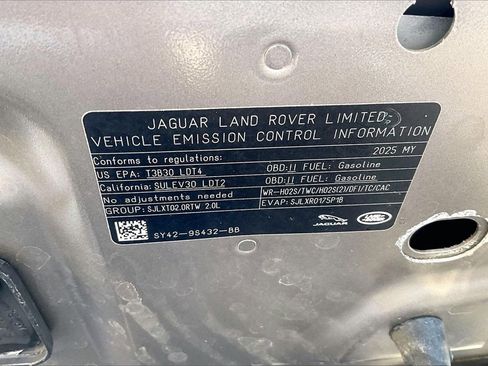 JAGUAR LAND ROVER LIMITED
VEHICLE EMISSION CONTROL INFORMATION
Conforms to regulations: 2025 MY
US EPA: T3B30 LDT4 OBD:II FUEL: Gasoline
California: SULEV30 LDT2 OBD:II FUEL: Gasoline
No adjustments needed WR-HO2S/TWC/HO2S(2)/DFI/TC/CAC
GROUP: SJLXT02.0RTW 2.0L EVAP: SJLXR0175P1B
SY42-9S432-BB
JAGUAR